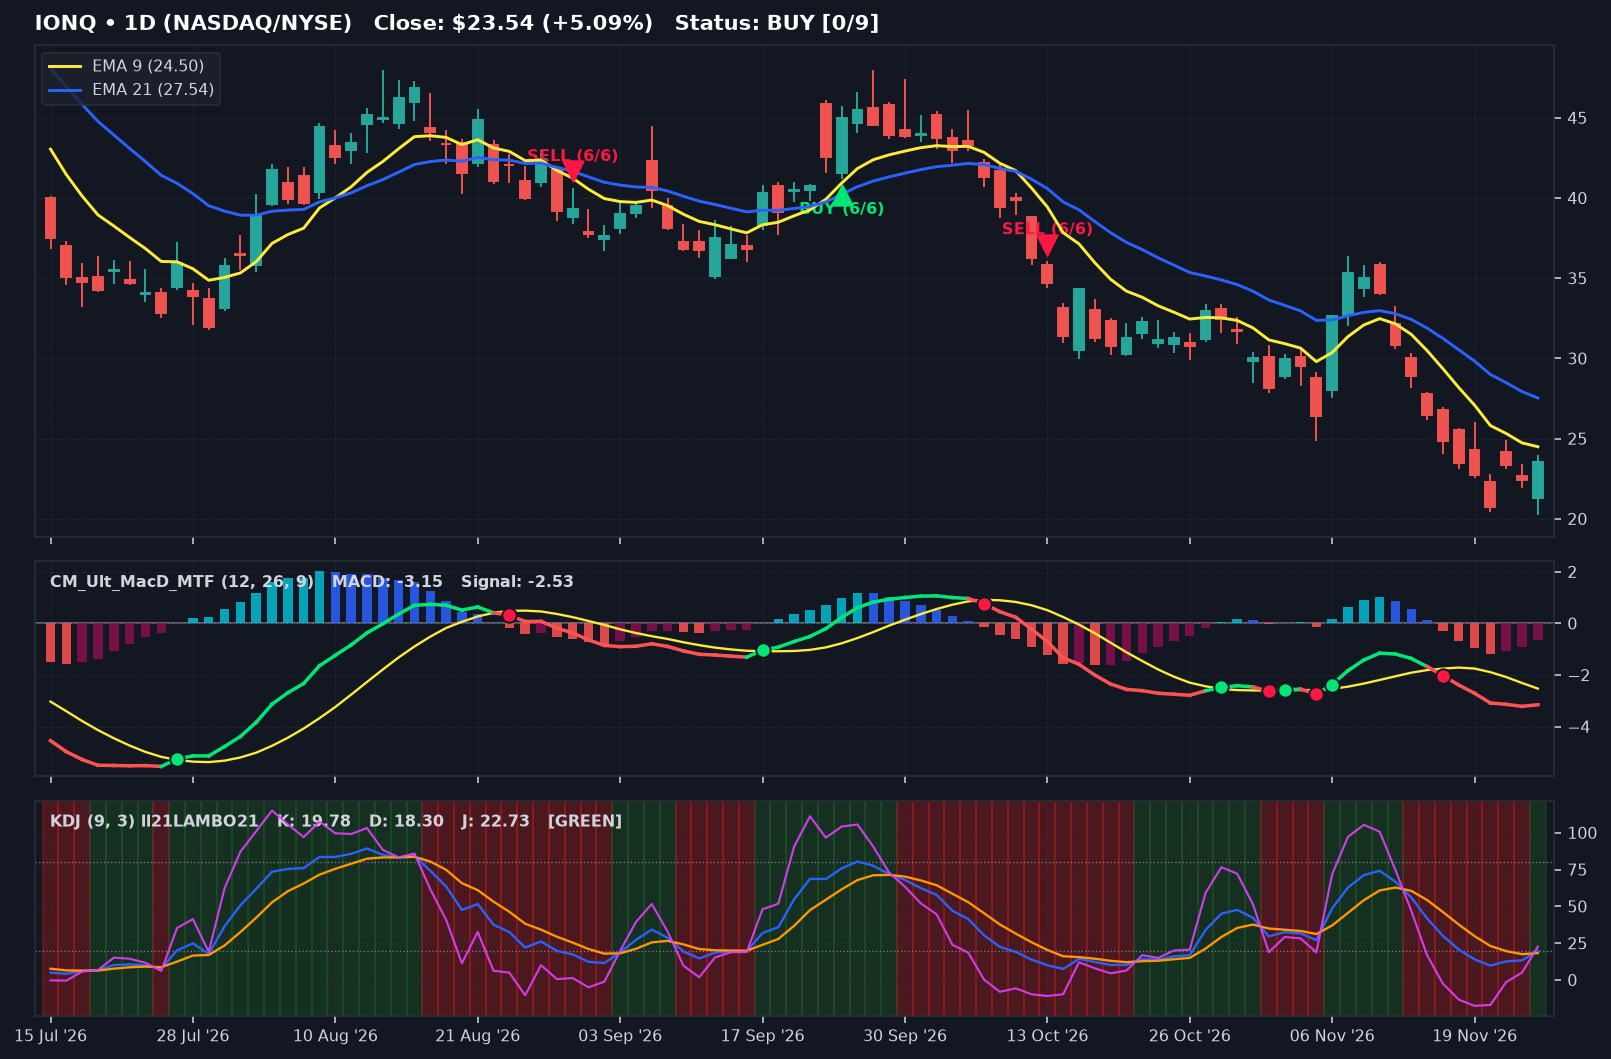 IONQ • 1D (NASDAQ/NYSE)   Close: $23.54 (+5.09%)   Status: BUY [0/9]
EMA 9 (24.50)
EMA 21 (27.54)
SELL (6/6)
BUY (6/6)
SELL (6/6)
45
40
35
30
25
20
CM_Ult_MacD_MTF (12, 26, 9)   MACD: -3.15   Signal: -2.53
2
0
−2
−4
KDJ (9, 3) ll21LAMBO21   K: 19.78   D: 18.30   J: 22.73   [GREEN]
100
75
50
25
0
15 Jul '26   28 Jul '26   10 Aug '26   21 Aug '26   03 Sep '26   17 Sep '26   30 Sep '26   13 Oct '26   26 Oct '26   06 Nov '26   19 Nov '26